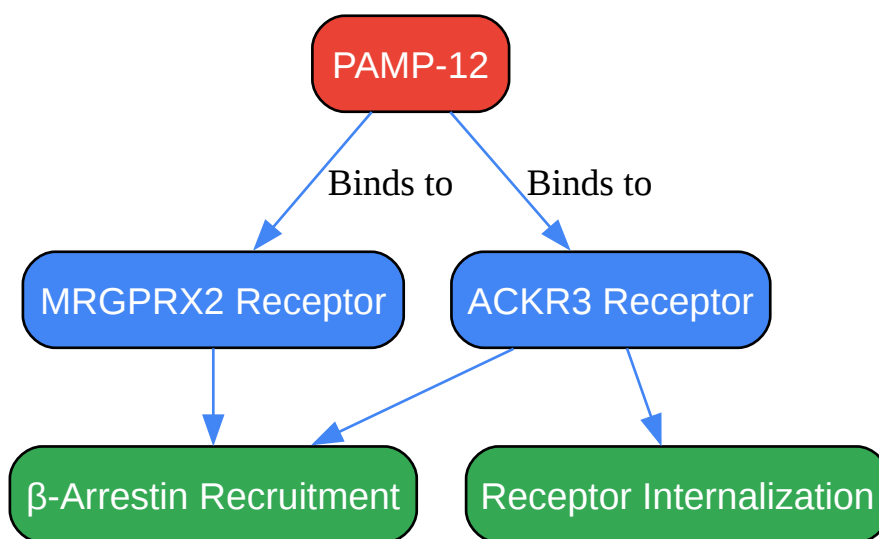 PAMP-12
Binds to
Binds to
MRGPRX2 Receptor
ACKR3 Receptor
β-Arrestin Recruitment
Receptor Internalization